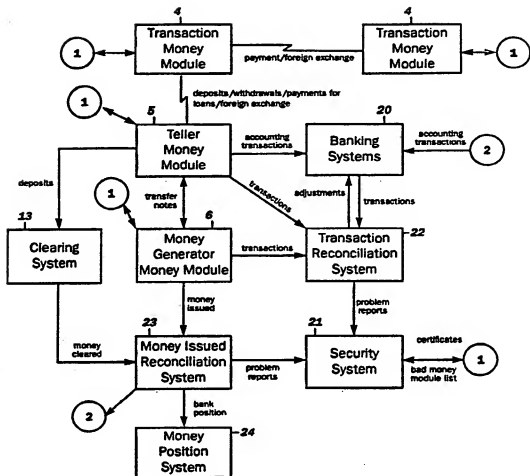 4
4
1
Transaction
Money
Module
payment/foreign exchange
Transaction
Money
Module
1
deposits/withdrawals/payments for
loans/foreign exchange
1
5
20
Teller
Money
Module
accounting
transactions
Banking
Systems
accounting
transactions
2
deposits
transfer
notes
transactions
adjustments
transactions
1
13
6
Clearing
System
Money
Generator
Money Module
transactions
Transaction
Reconciliation
System
22
money
issued
problem
reports
23
21
money
cleared
Money Issued
Reconciliation
System
problem
reports
Security
System
certificates
bad money
module list
1
2
bank
position
Money
Position
System
24